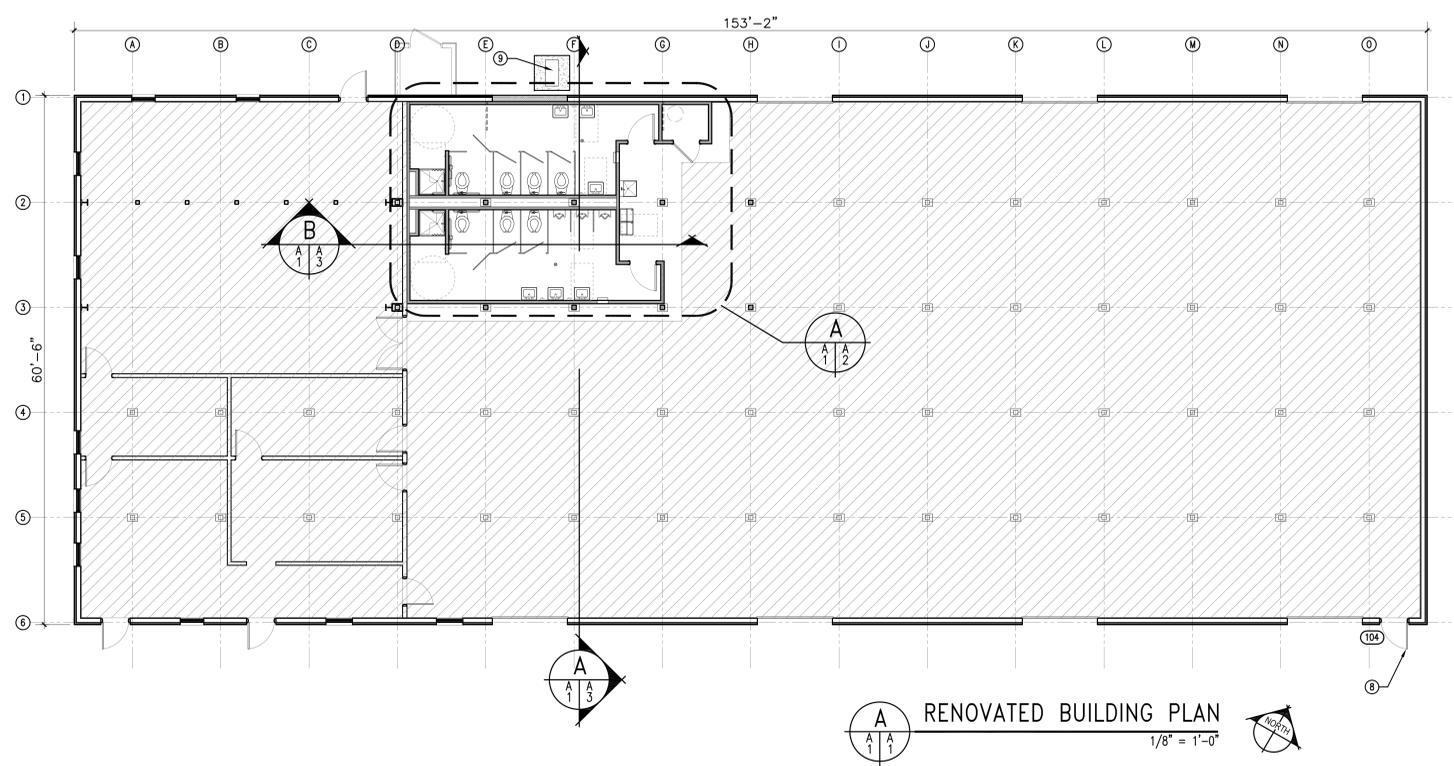 153'-2"
A B C D E F G H I J K L M N O
9
1
2
B
A 1 A 3
3
A
A 1 A 2
60'-6"
4
5
6
104
A
A 1 A 3
8
A
A 1 A 1
RENOVATED BUILDING PLAN
1/8" = 1'-0"
NORTH